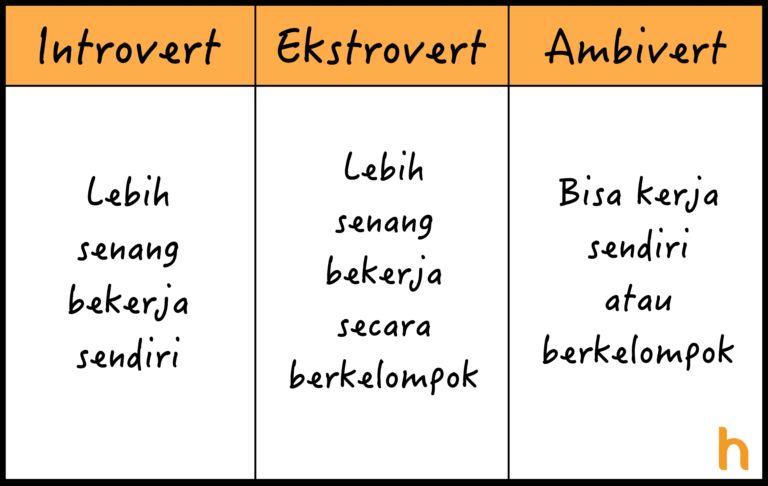 Introvert
Ekstrovert
Ambivert
Lebih
senang
bekerja
sendiri
Lebih
senang
bekerja
secara
berkelompok
Bisa kerja
sendiri
atau
berkelompok
h